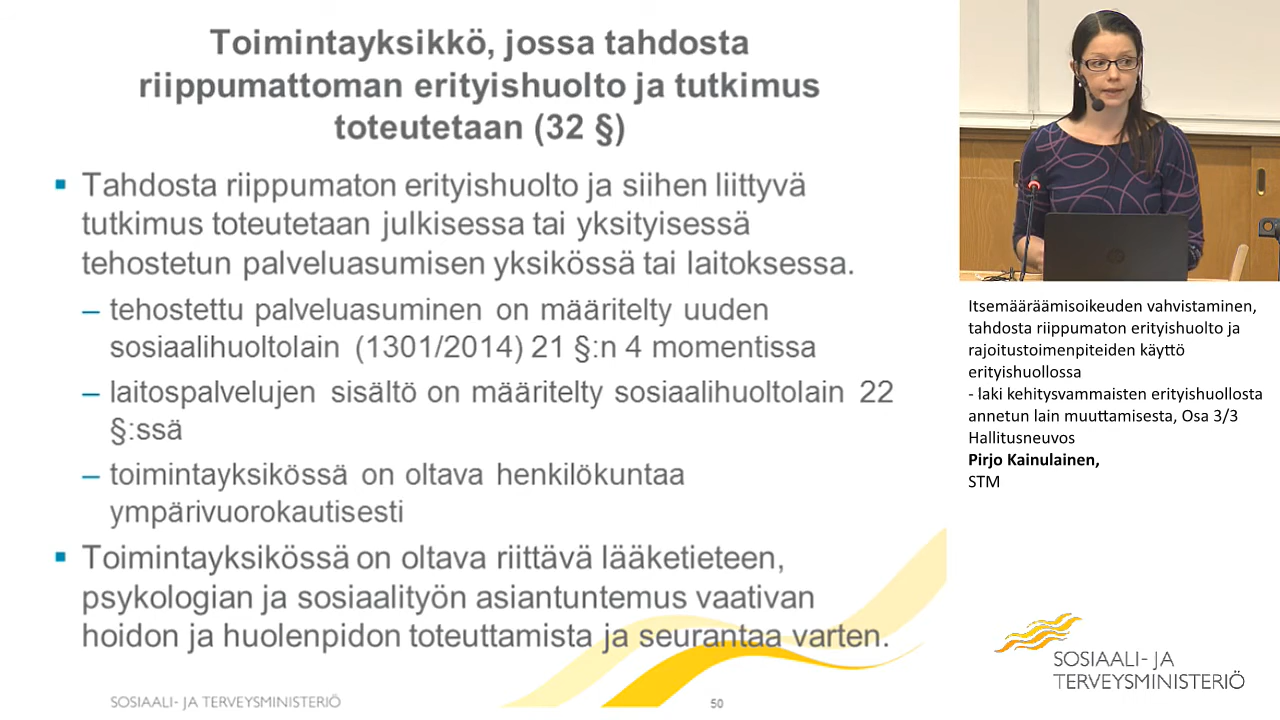 Toimintayksikkö, jossa tahdosta
riippumattoman erityishuolto ja tutkimus
toteutetaan (32 §)
Tahdosta riippumaton erityishuolto ja siihen liittyvä
tutkimus toteutetaan julkisessa tai yksityisessä
tehostetun palveluasumisen yksikössä tai laitoksessa.
– tehostettu palveluasuminen on määritelty uuden
sosiaalihuoltolain (1301/2014) 21 §:n 4 momentissa
– laitospalvelujen sisältö on määritelty sosiaalihuoltolain 22
§:ssä
– toimintayksikössä on oltava henkilökuntaa
ympärivuorokautisesti
Toimintayksikössä on oltava riittävä lääketieteen,
psykologian ja sosiaalityön asiantuntemus vaativan
hoidon ja huolenpidon toteuttamista ja seurantaa varten.
SOSIAALI- JA TERVEYSMINISTERIÖ
50
Itsemääräämisoikeuden vahvistaminen,
tahdosta riippumaton erityishuolto ja
rajoitustoimenpiteiden käyttö
erityishuollossa
- laki kehitysvammaisten erityishuollosta
annetun lain muuttamisesta, Osa 3/3
Hallitusneuvos
Pirjo Kainulainen,
STM
SOSIAALI- JA
TERVEYSMINISTERIÖ